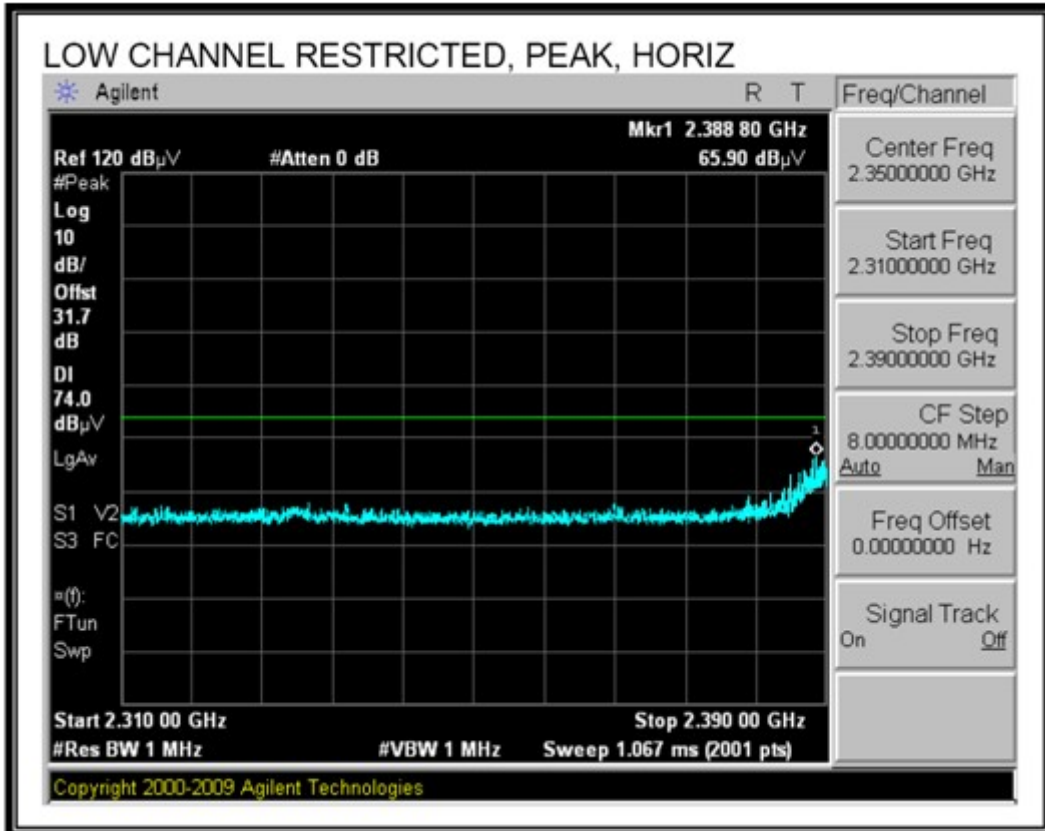 LOW CHANNEL RESTRICTED, PEAK, HORIZ
Agilent R T
Freq/Channel
Mkr1 2.388 80 GHz
Ref 120 dBµV #Atten 0 dB 65.90 dBµV
#Peak
Log
10
dB/
Offst
31.7
dB
DI
74.0
dBµV
LgAv
S1 V2
S3 FC
¤(f):
FTun
Swp
1
Start 2.310 00 GHz Stop 2.390 00 GHz
#Res BW 1 MHz #VBW 1 MHz Sweep 1.067 ms (2001 pts)
Copyright 2000-2009 Agilent Technologies
Center Freq
2.35000000 GHz
Start Freq
2.31000000 GHz
Stop Freq
2.39000000 GHz
CF Step
8.00000000 MHz
Auto Man
Freq Offset
0.00000000 Hz
Signal Track
On Off